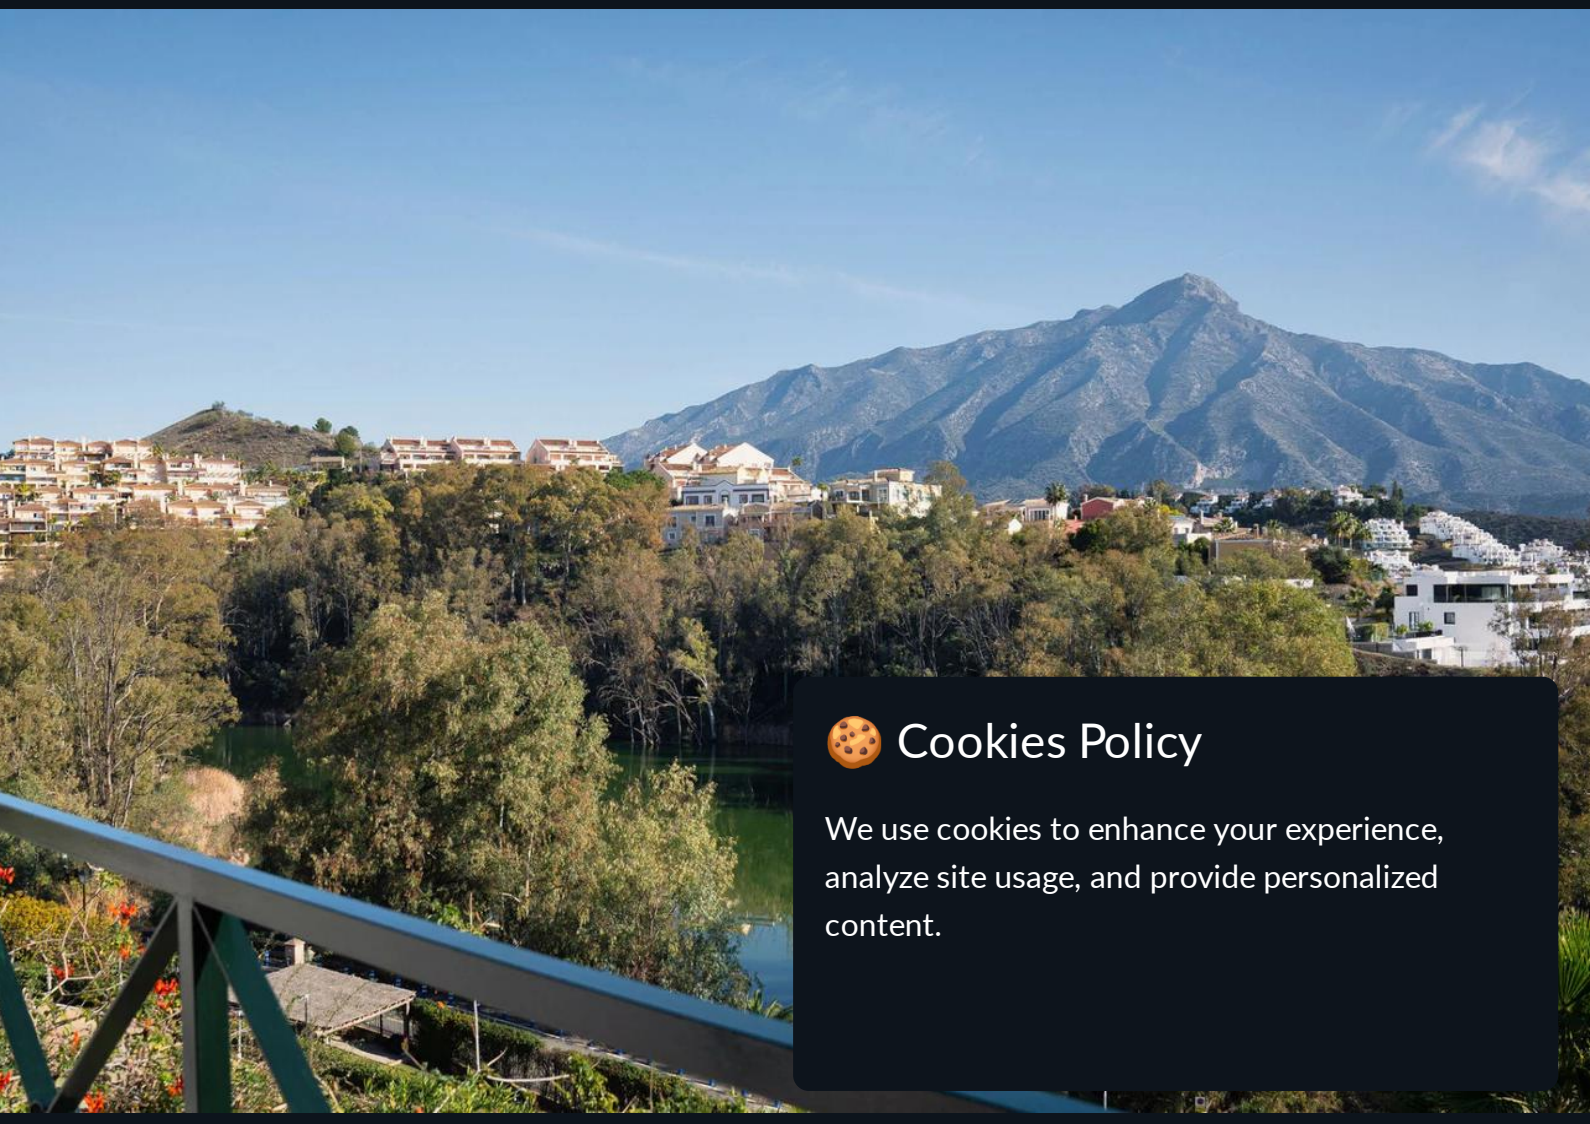 🍪 Cookies Policy
We use cookies to enhance your experience,
analyze site usage, and provide personalized
content.